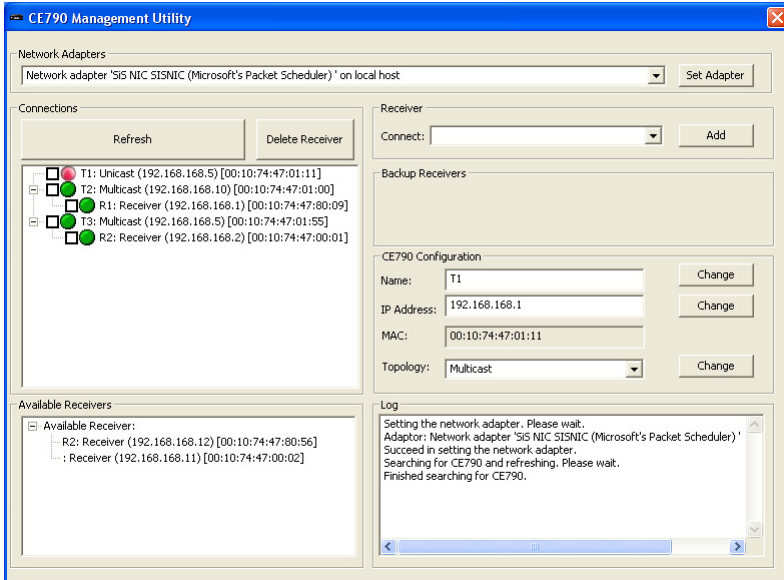 CE790 Management Utility
Network Adapters
Network adapter 'SiS NIC SISNIC (Microsoft's Packet Scheduler) ' on local host
Set Adapter
Connections
Refresh
Delete Receiver
T1: Unicast (192.168.168.5) [00:10:74:47:01:11]
T2: Multicast (192.168.168.10) [00:10:74:47:01:00]
R1: Receiver (192.168.168.1) [00:10:74:47:80:09]
T3: Multicast (192.168.168.5) [00:10:74:47:01:55]
R2: Receiver (192.168.168.2) [00:10:74:47:00:01]
Receiver
Connect:
Add
Backup Receivers
CE790 Configuration
Name:
T1
Change
IP Address:
192.168.168.1
Change
MAC:
00:10:74:47:01:11
Topology:
Multicast
Change
Available Receivers
Available Receiver:
R2: Receiver (192.168.168.12) [00:10:74:47:80:56]
: Receiver (192.168.168.11) [00:10:74:47:00:02]
Log
Setting the network adapter. Please wait.
Adaptor: Network adapter 'SiS NIC SISNIC (Microsoft's Packet Scheduler) '
Succeed in setting the network adapter.
Searching for CE790 and refreshing. Please wait.
Finished searching for CE790.